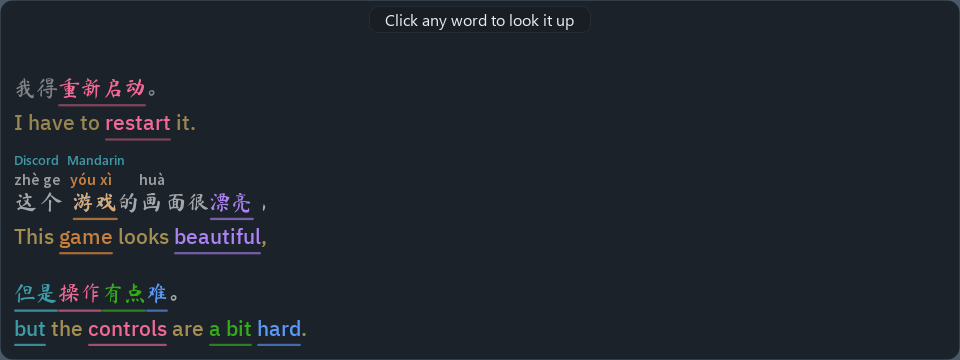 Click any word to look it up
我得重新启动。
I have to restart it.
Discord Mandarin
zhè ge yóu xì huà
这个 游戏的画面很漂亮，
This game looks beautiful,
但是操作有点难。
but the controls are a bit hard.